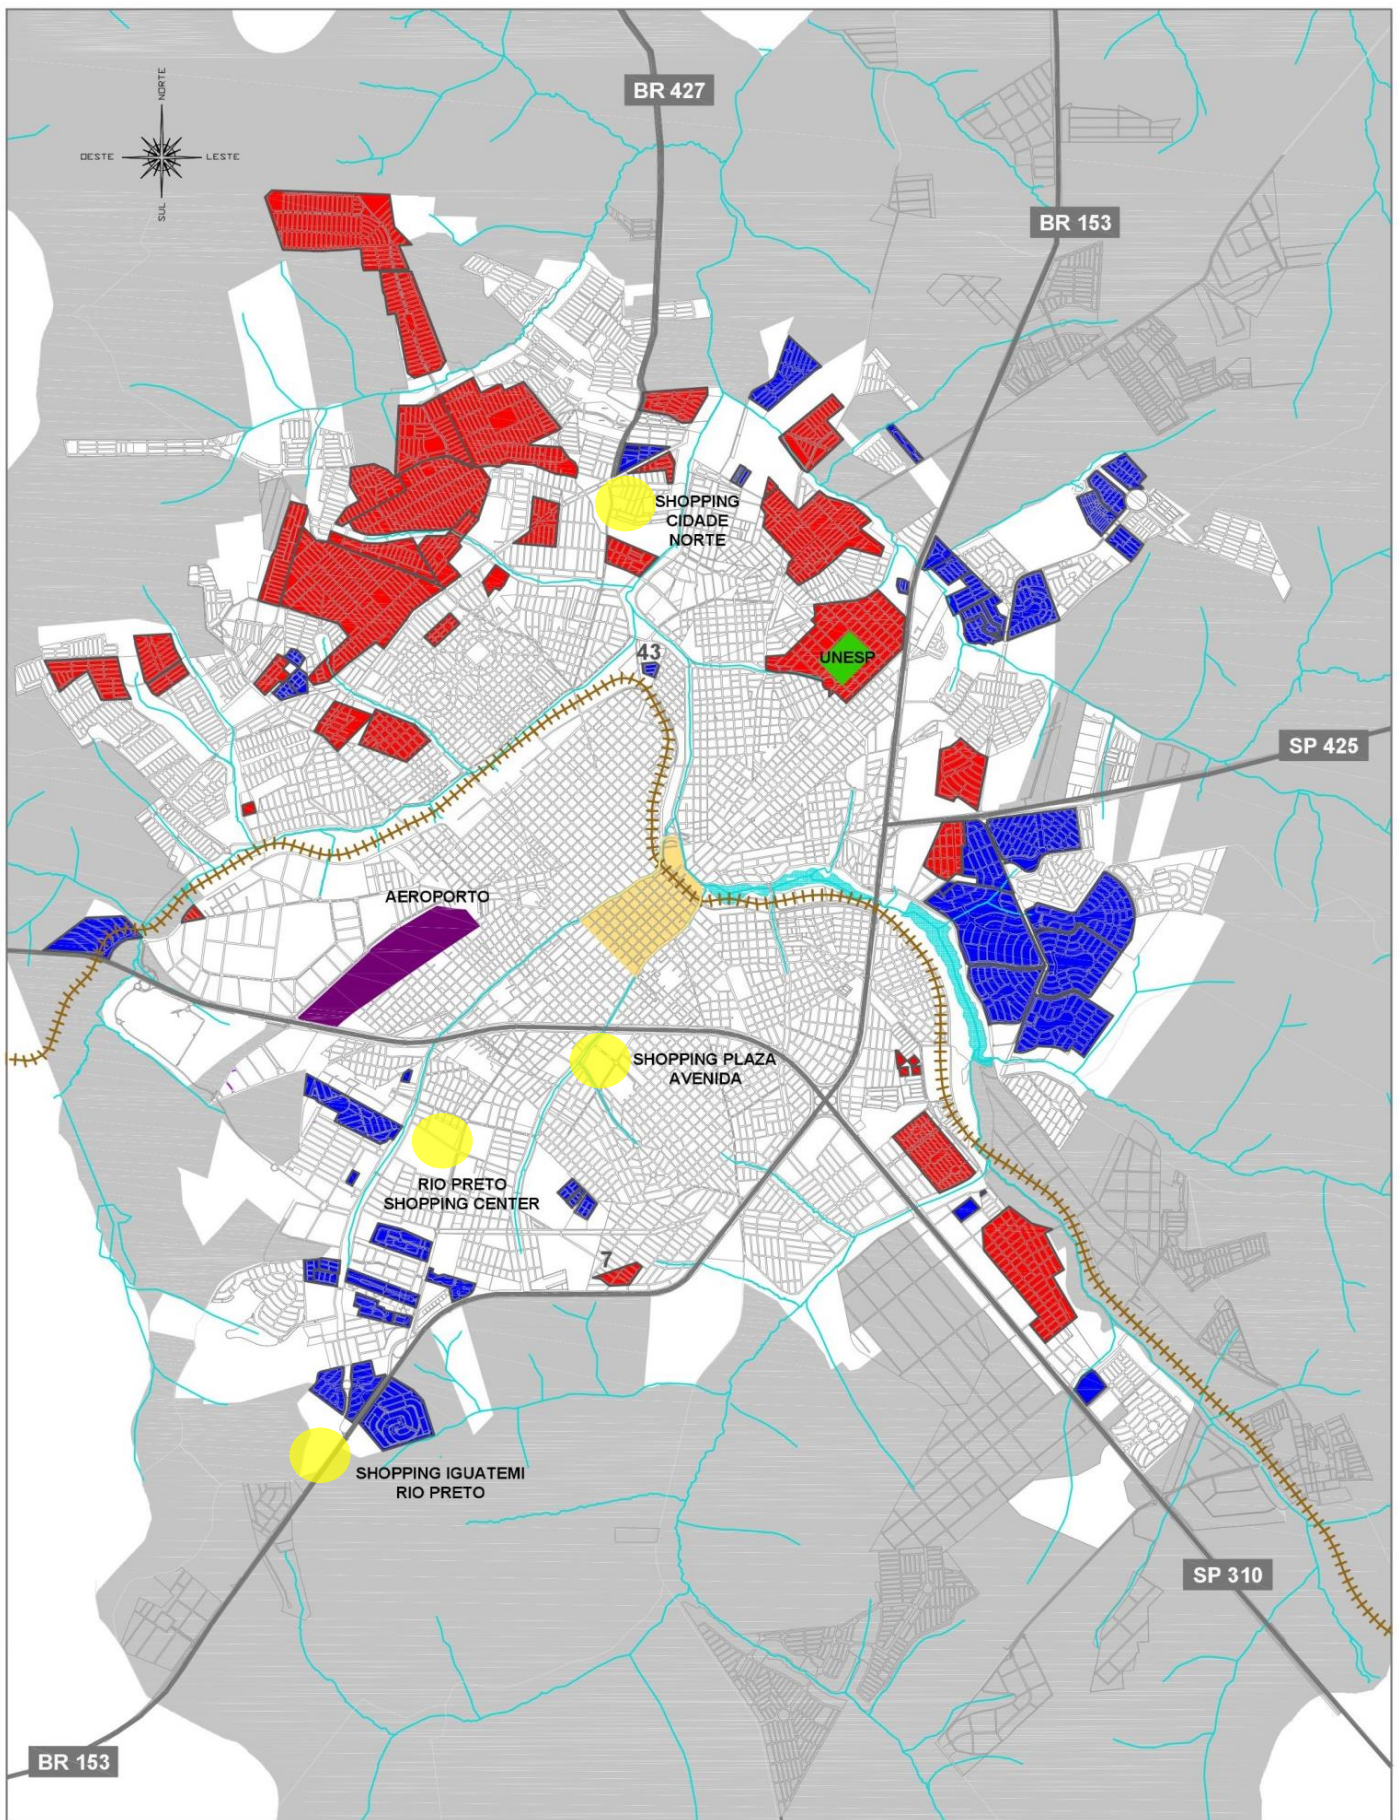 BR 427
NORTE
OESTE
LESTE
SUL
BR 153
SHOPPING
CIDADE
NORTE
43
UNESP
SP 425
AEROPORTO
SHOPPING PLAZA
AVENIDA
RIO PRETO
SHOPPING CENTER
7
SHOPPING IGUATEMI
RIO PRETO
SP 310
BR 153